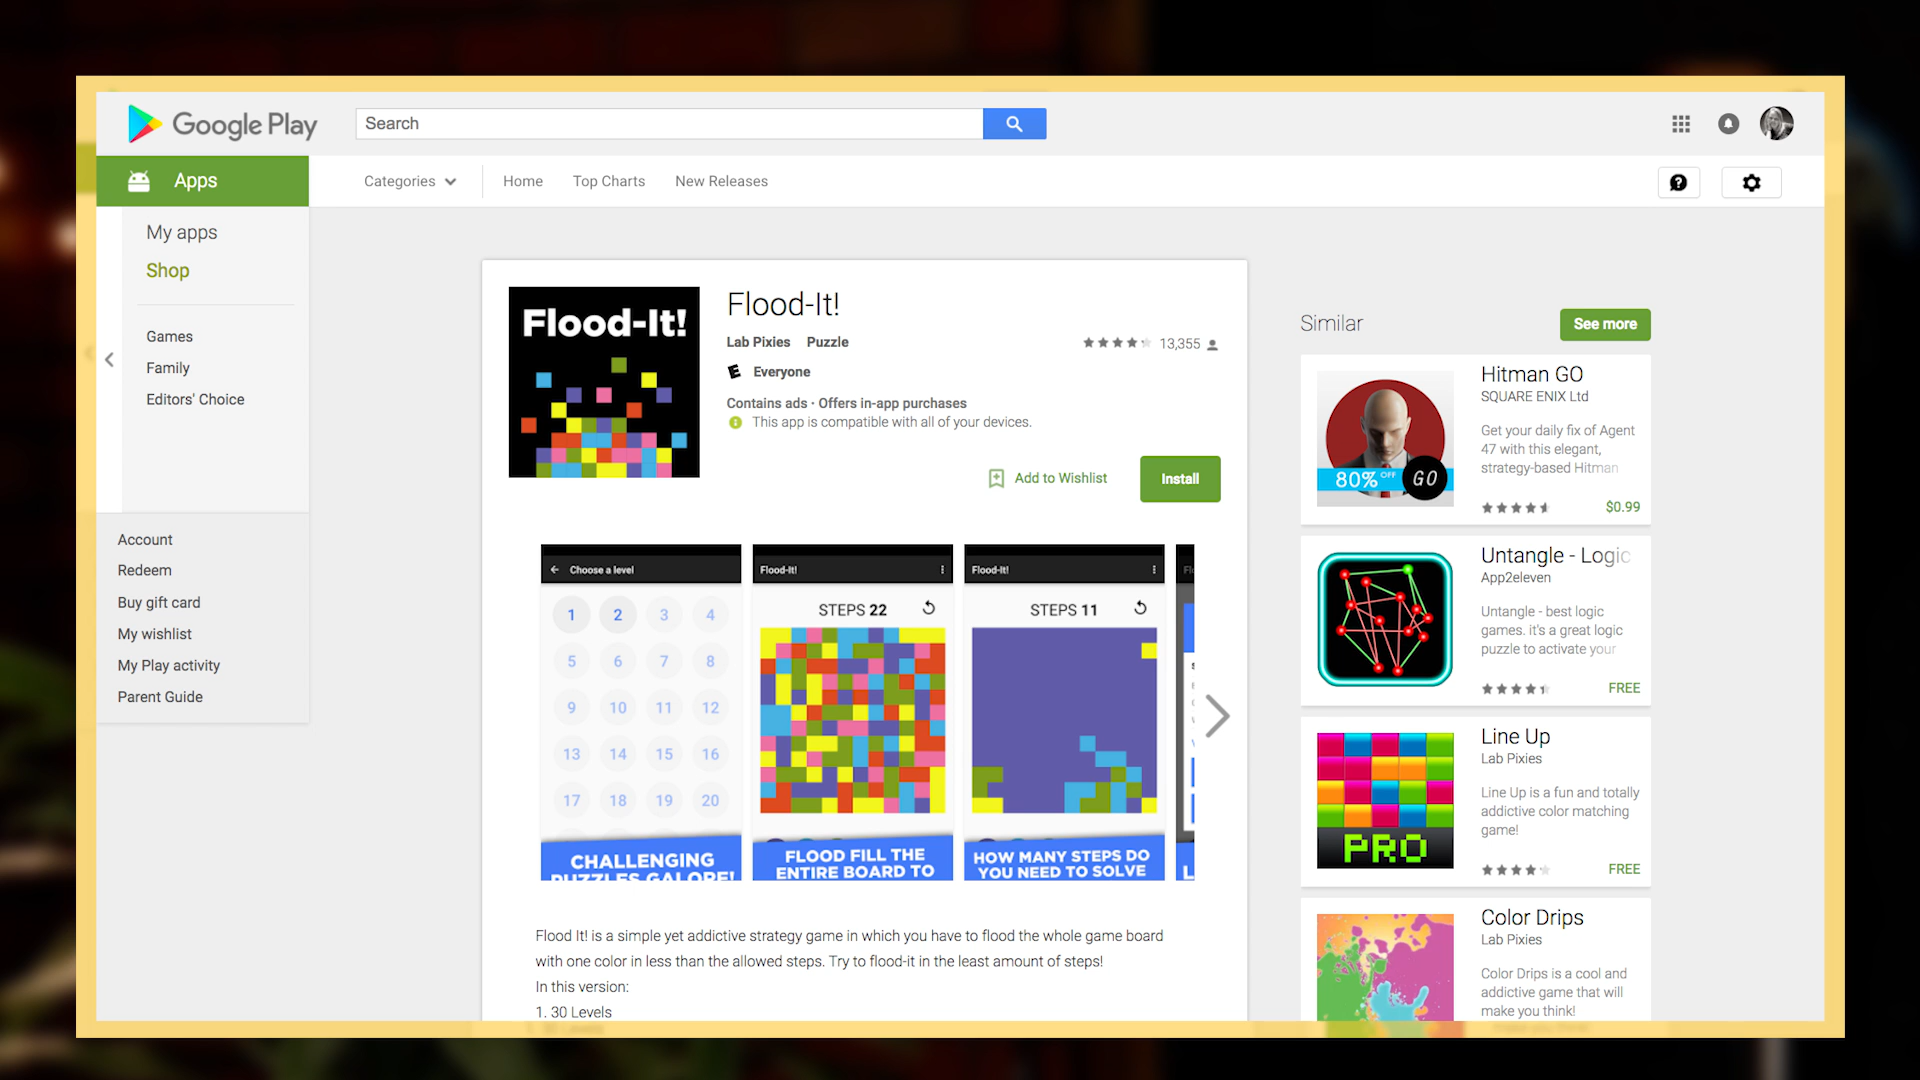 Google Play
Search
Apps
Categories
Home
Top Charts
New Releases
My apps
Shop
Games
Family
Editors' Choice
Account
Redeem
Buy gift card
My wishlist
My Play activity
Parent Guide
Flood-It!
Flood-It!
Lab Pixies Puzzle
13,355
E Everyone
Contains ads · Offers in-app purchases
This app is compatible with all of your devices.
Add to Wishlist
Install
Choose a level
1 2 3 4
5 6 7 8
9 10 11 12
13 14 15 16
17 18 19 20
CHALLENGING
PUZZLES GALORE!
Flood-It!
STEPS 22
FLOOD FILL THE
ENTIRE BOARD TO
Flood-It!
STEPS 11
HOW MANY STEPS DO
YOU NEED TO SOLVE
Flood It! is a simple yet addictive strategy game in which you have to flood the whole game board
with one color in less than the allowed steps. Try to flood-it in the least amount of steps!
In this version:
1. 30 Levels
Similar
See more
80% OFF GO
Hitman GO
SQUARE ENIX Ltd
Get your daily fix of Agent
47 with this elegant,
strategy-based Hitman
$0.99
Untangle - Logic
App2eleven
Untangle - best logic
games. it's a great logic
puzzle to activate your
FREE
PRO
Line Up
Lab Pixies
Line Up is a fun and totally
addictive color matching
game!
FREE
Color Drips
Lab Pixies
Color Drips is a cool and
addictive game that will
make you think!